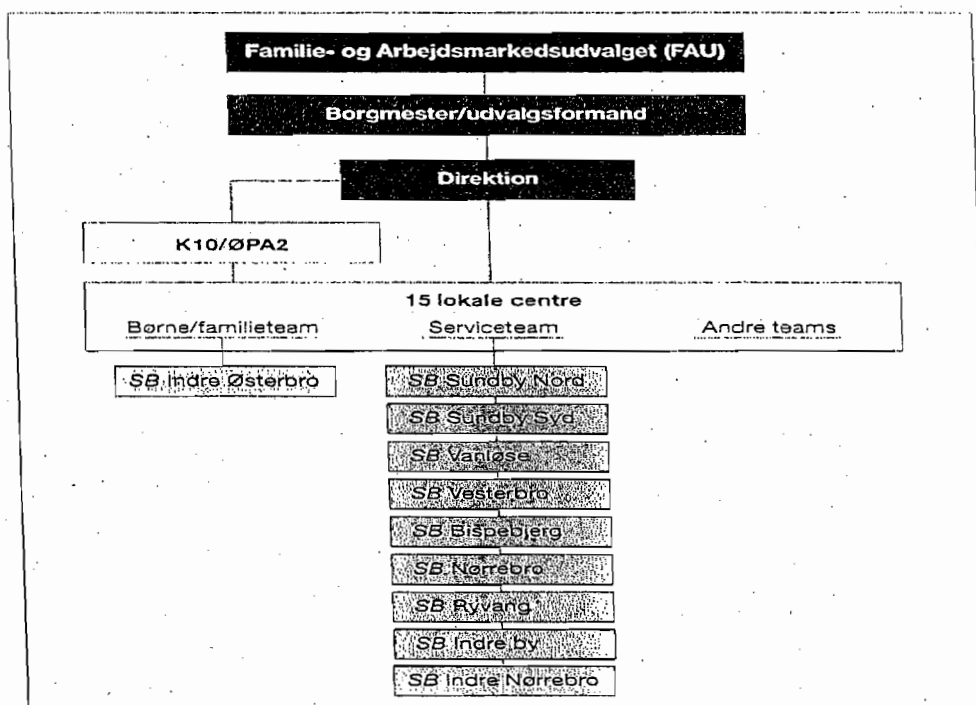 Familie- og Arbejdsmarkedsudvalget (FAU)
Borgmester/udvalgsformand
Direktion
K10/ØPA2
15 lokale centre
Børne/familieteam Serviceteam Andre teams
SB Indre Østerbro
SB Sundby Nord
SB Sundby Syd
SB Vanløse
SB Vesterbro
SB Bispebjerg
SB Nørrebro
SB Ryvang
SB Indre by
SB Indre Nørrebro